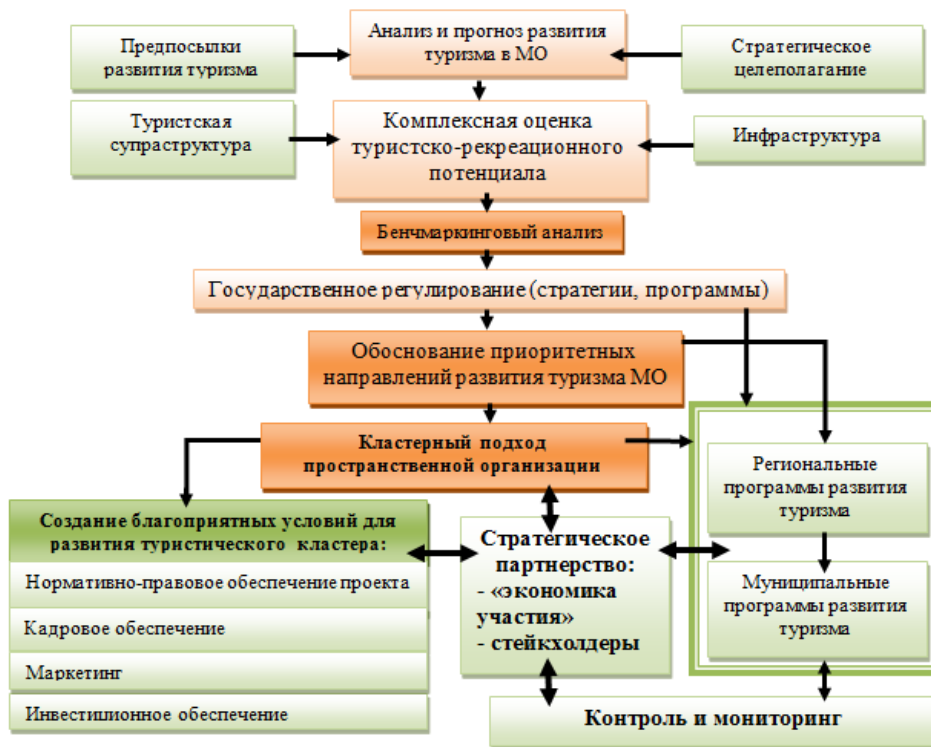 Предпосылки
развития туризма
Анализ и прогноз развития
туризма в МО
Стратегическое
целеполагание
Туристская
супраструктура
Комплексная оценка
туристско-рекреационного
потенциала
Инфраструктура
Бенчмаркинговый анализ
Государственное регулирование (стратегии, программы)
Обоснование приоритетных
направлений развития туризма МО
Кластерный подход
пространственной организации
Региональные
программы развития
туризма
Создание благоприятных условий для
развития туристического кластера:
Нормативно-правовое обеспечение проекта
Кадровое обеспечение
Маркетинг
Инвестиционное обеспечение
Стратегическое
партнерство:
- «экономика
участия»
- стейкхолдеры
Муниципальные
программы развития
туризма
Контроль и мониторинг